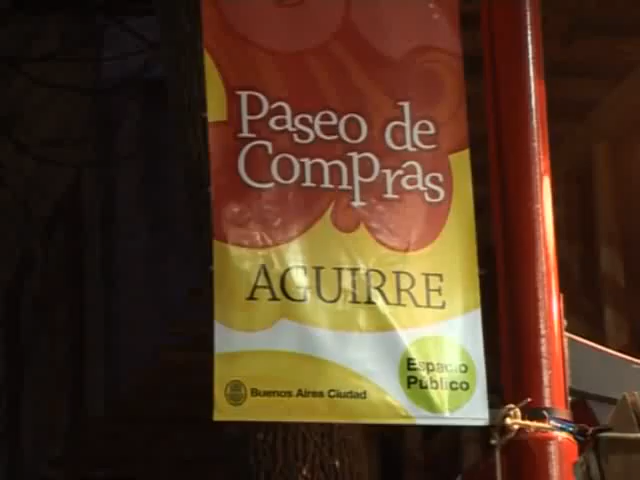 Paseo de
Compras
AGUIRRE
Espacio
Público
Buenos Aires Ciudad